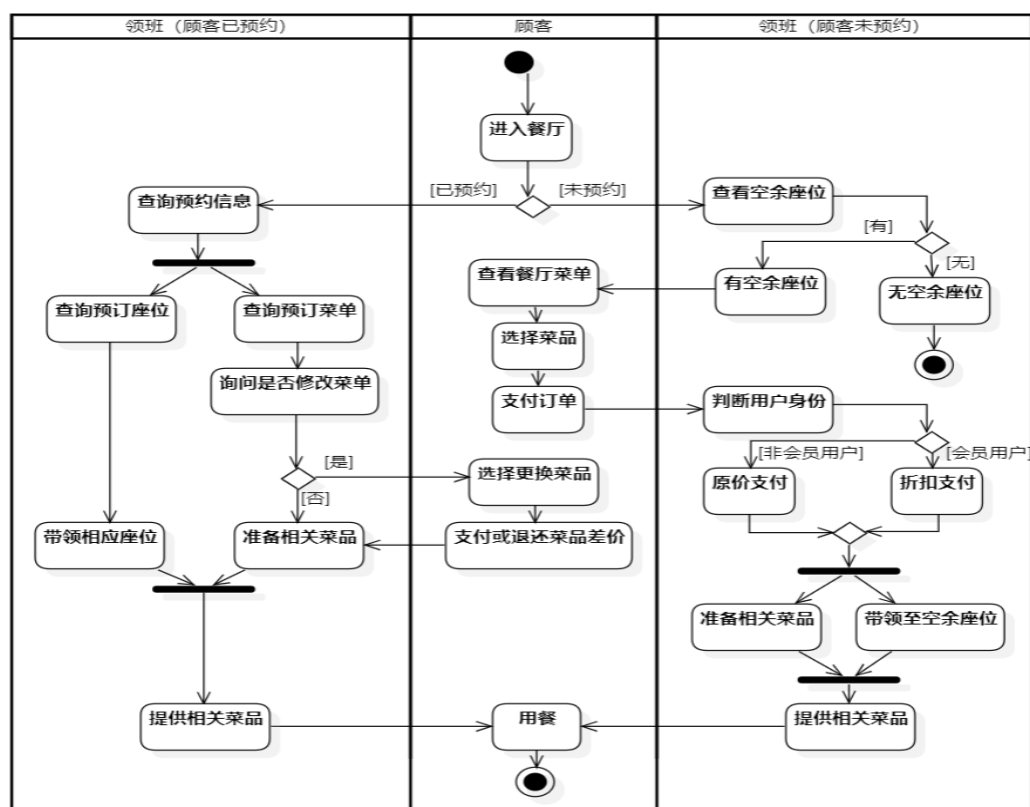 领班（顾客已预约）
顾客
领班（顾客未预约）
进入餐厅
[已预约]
[未预约]
查询预约信息
查看空余座位
[有]
[无]
查看餐厅菜单
有空余座位
无空余座位
查询预订座位
查询预订菜单
选择菜品
询问是否修改菜单
支付订单
判断用户身份
[非会员用户]
[会员用户]
[是]
选择更换菜品
原价支付
折扣支付
[否]
带领相应座位
准备相关菜品
支付或退还菜品差价
准备相关菜品
带领至空余座位
提供相关菜品
用餐
提供相关菜品